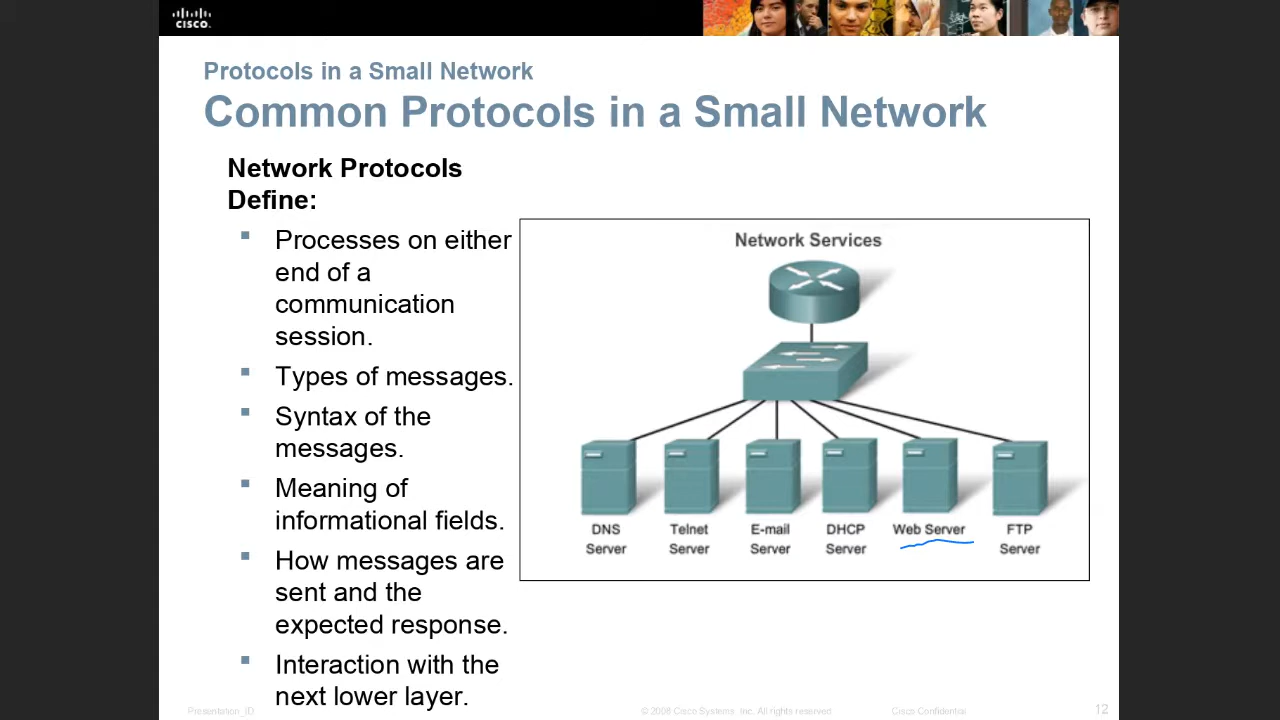 CISCO
Protocols in a Small Network
Common Protocols in a Small Network
Network Protocols
Define:
Processes on either
end of a
communication
session.
Types of messages.
Syntax of the
messages.
Meaning of
informational fields.
How messages are
sent and the
expected response.
Interaction with the
next lower layer.
Network Services
DNS
Server
Telnet
Server
E-mail
Server
DHCP
Server
Web Server
FTP
Server
Presentation_ID
© 2008 Cisco Systems, Inc. All rights reserved.
Cisco Confidential
12